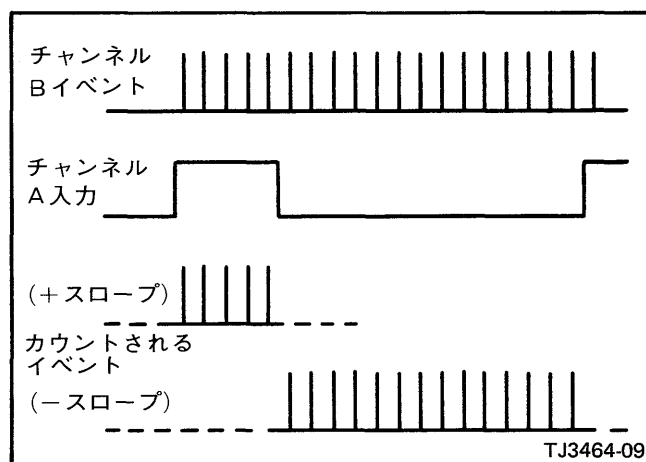 チャンネル
Bイベント
チャンネル
A入力
(+スロープ)
カウントされる
イベント
(-スロープ)
TJ3464-09